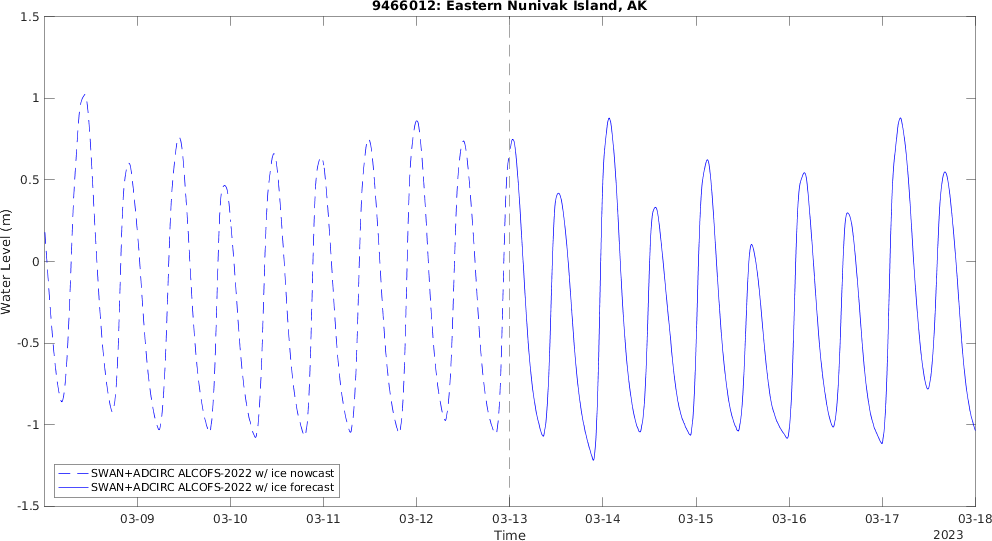 9466012: Eastern Nunivak Island, AK
1.5
1
0.5
0
-0.5
-1
-1.5
Water Level (m)
SWAN+ADCIRC ALCOFS-2022 w/ ice nowcast
SWAN+ADCIRC ALCOFS-2022 w/ ice forecast
03-09 03-10 03-11 03-12 03-13 03-14 03-15 03-16 03-17 03-18
Time
2023